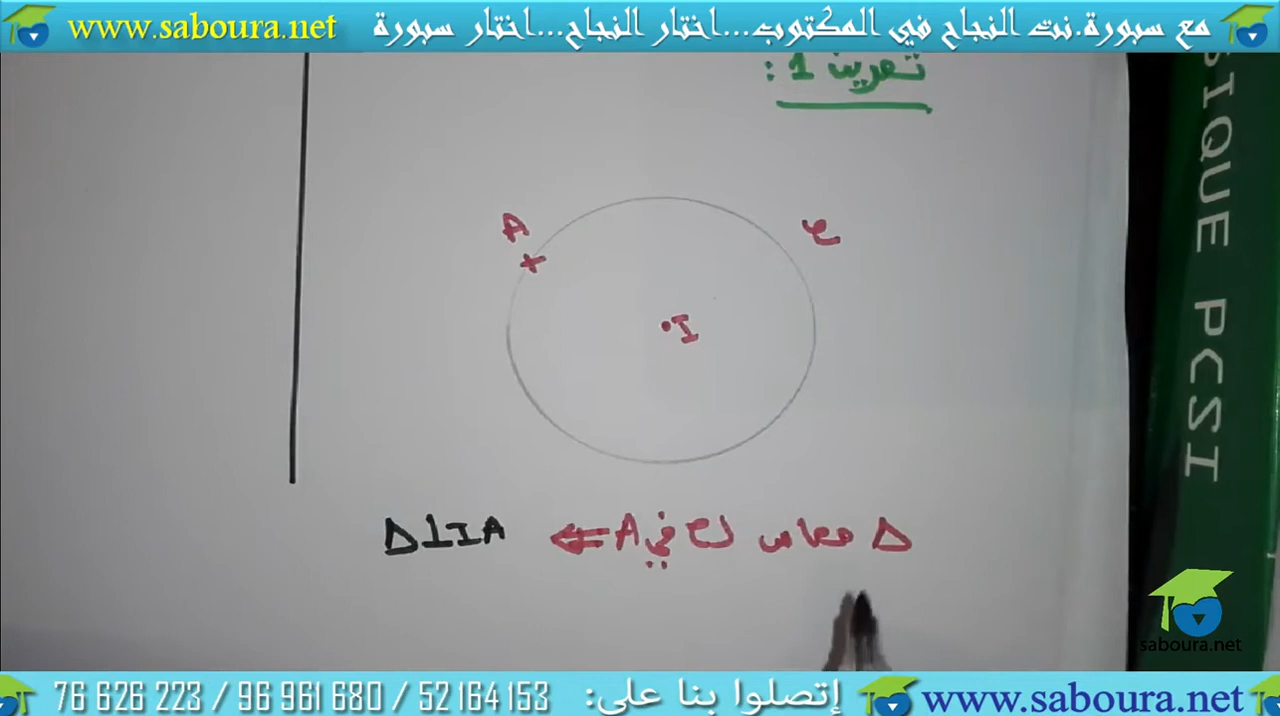 مع سبورة.نت النجاح في المكتوب...اختار النجاح...اختار سبورة www.saboura.net
تمرين 1 :
A
I
Δ مماس لـ في A ⇐ Δ⊥IA
SIQUE PCSI
saboura.net
76 626 223 / 96 961 680 / 52 164 153 إتصلوا بنا على: www.saboura.net